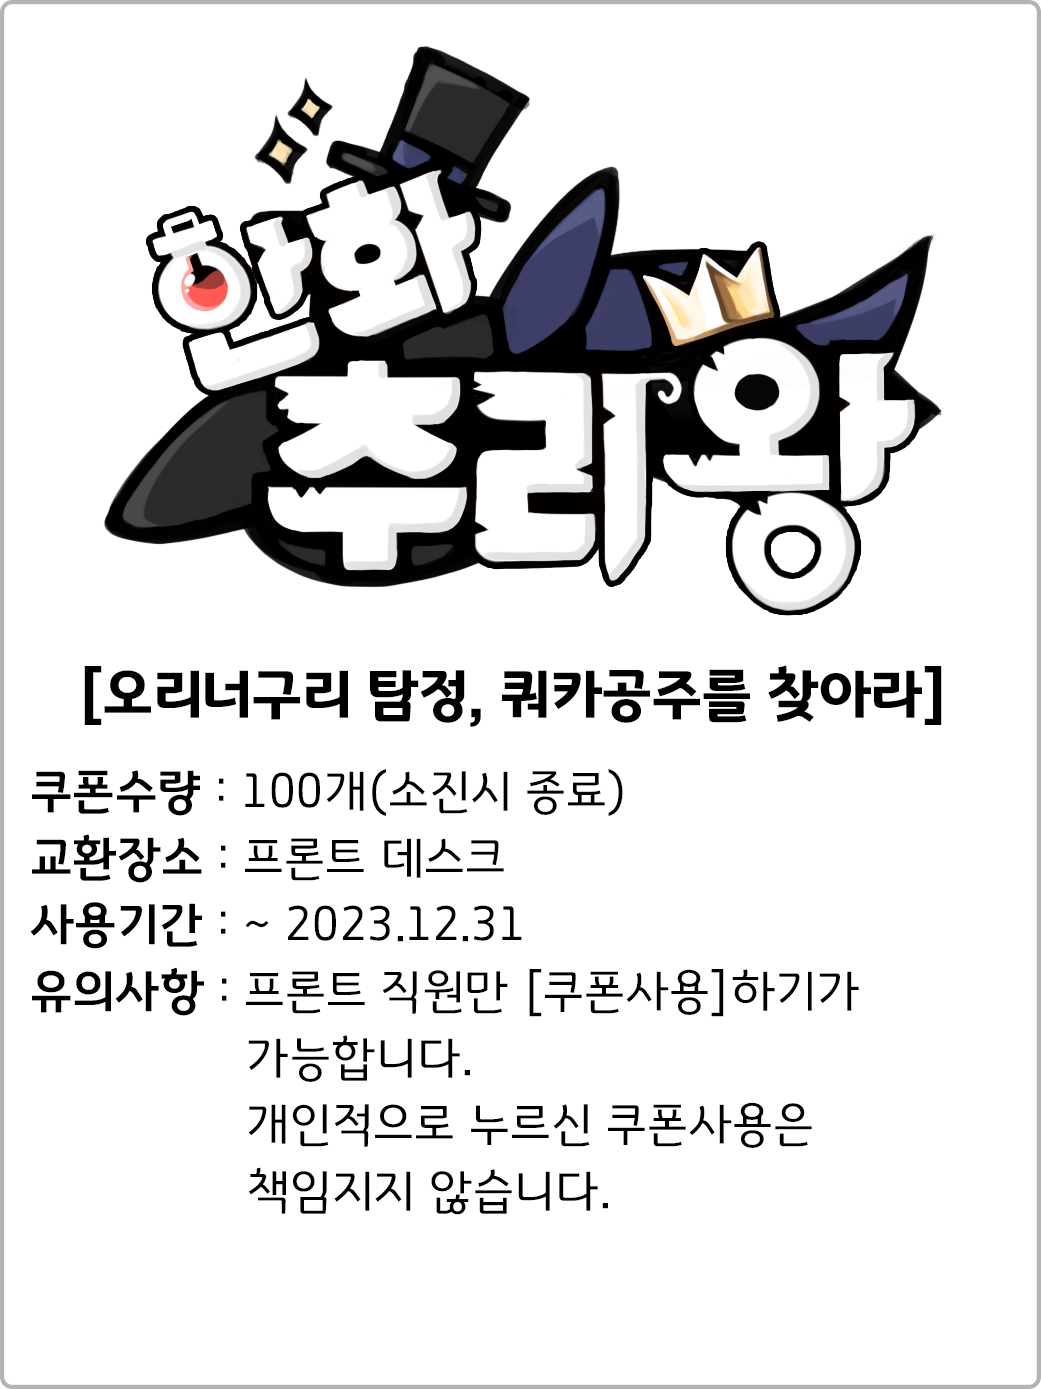 안화
추리왕
[오리너구리 탐정, 쿼카공주를 찾아라]
쿠폰수량 : 100개(소진시 종료)
교환장소 : 프론트 데스크
사용기간 : ~ 2023.12.31
유의사항 : 프론트 직원만 [쿠폰사용]하기가
가능합니다.
개인적으로 누르신 쿠폰사용은
책임지지 않습니다.